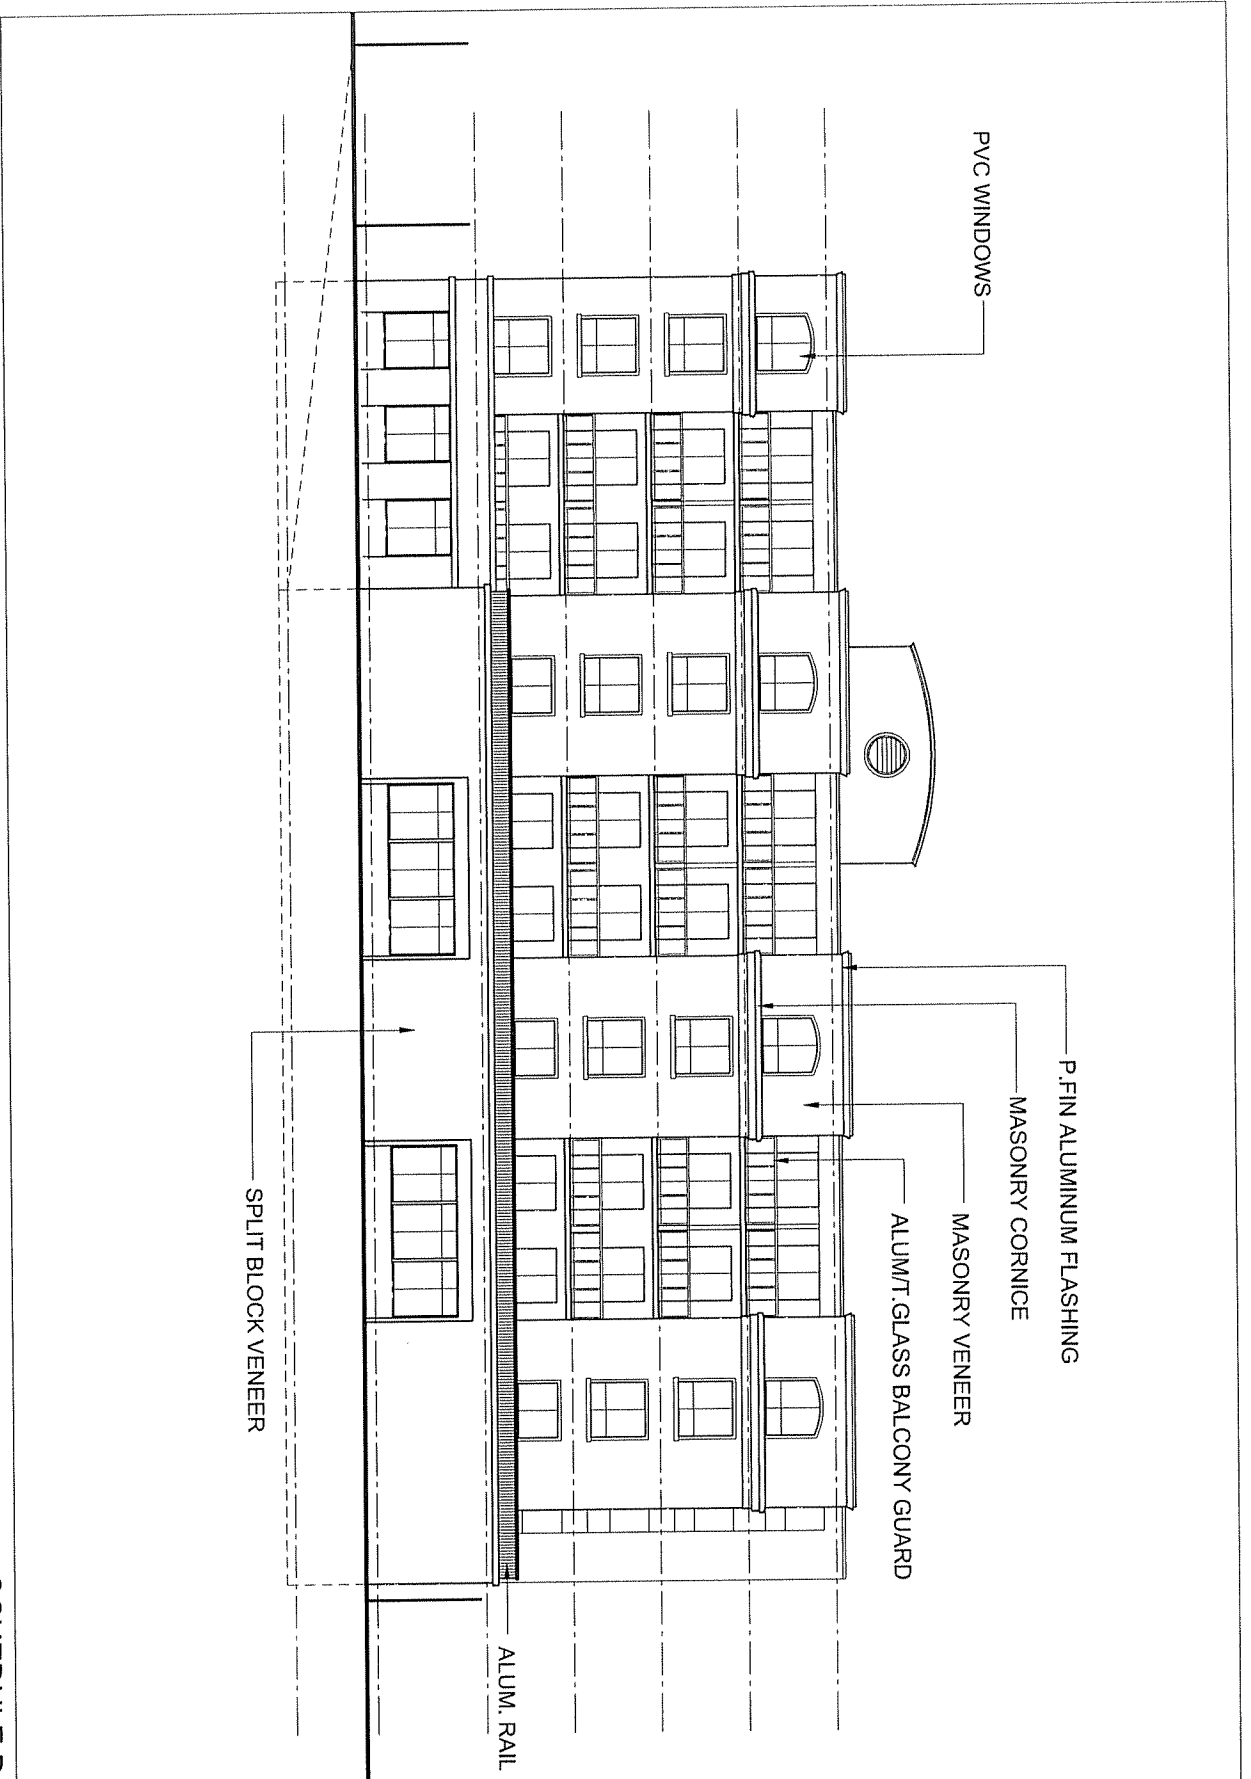 P.FIN ALUMINUM FLASHING
MASONRY CORNICE
MASONRY VENEER
ALUM/T.GLASS BALCONY GUARD
PVC WINDOWS
ALUM. RAIL
SPLIT BLOCK VENEER